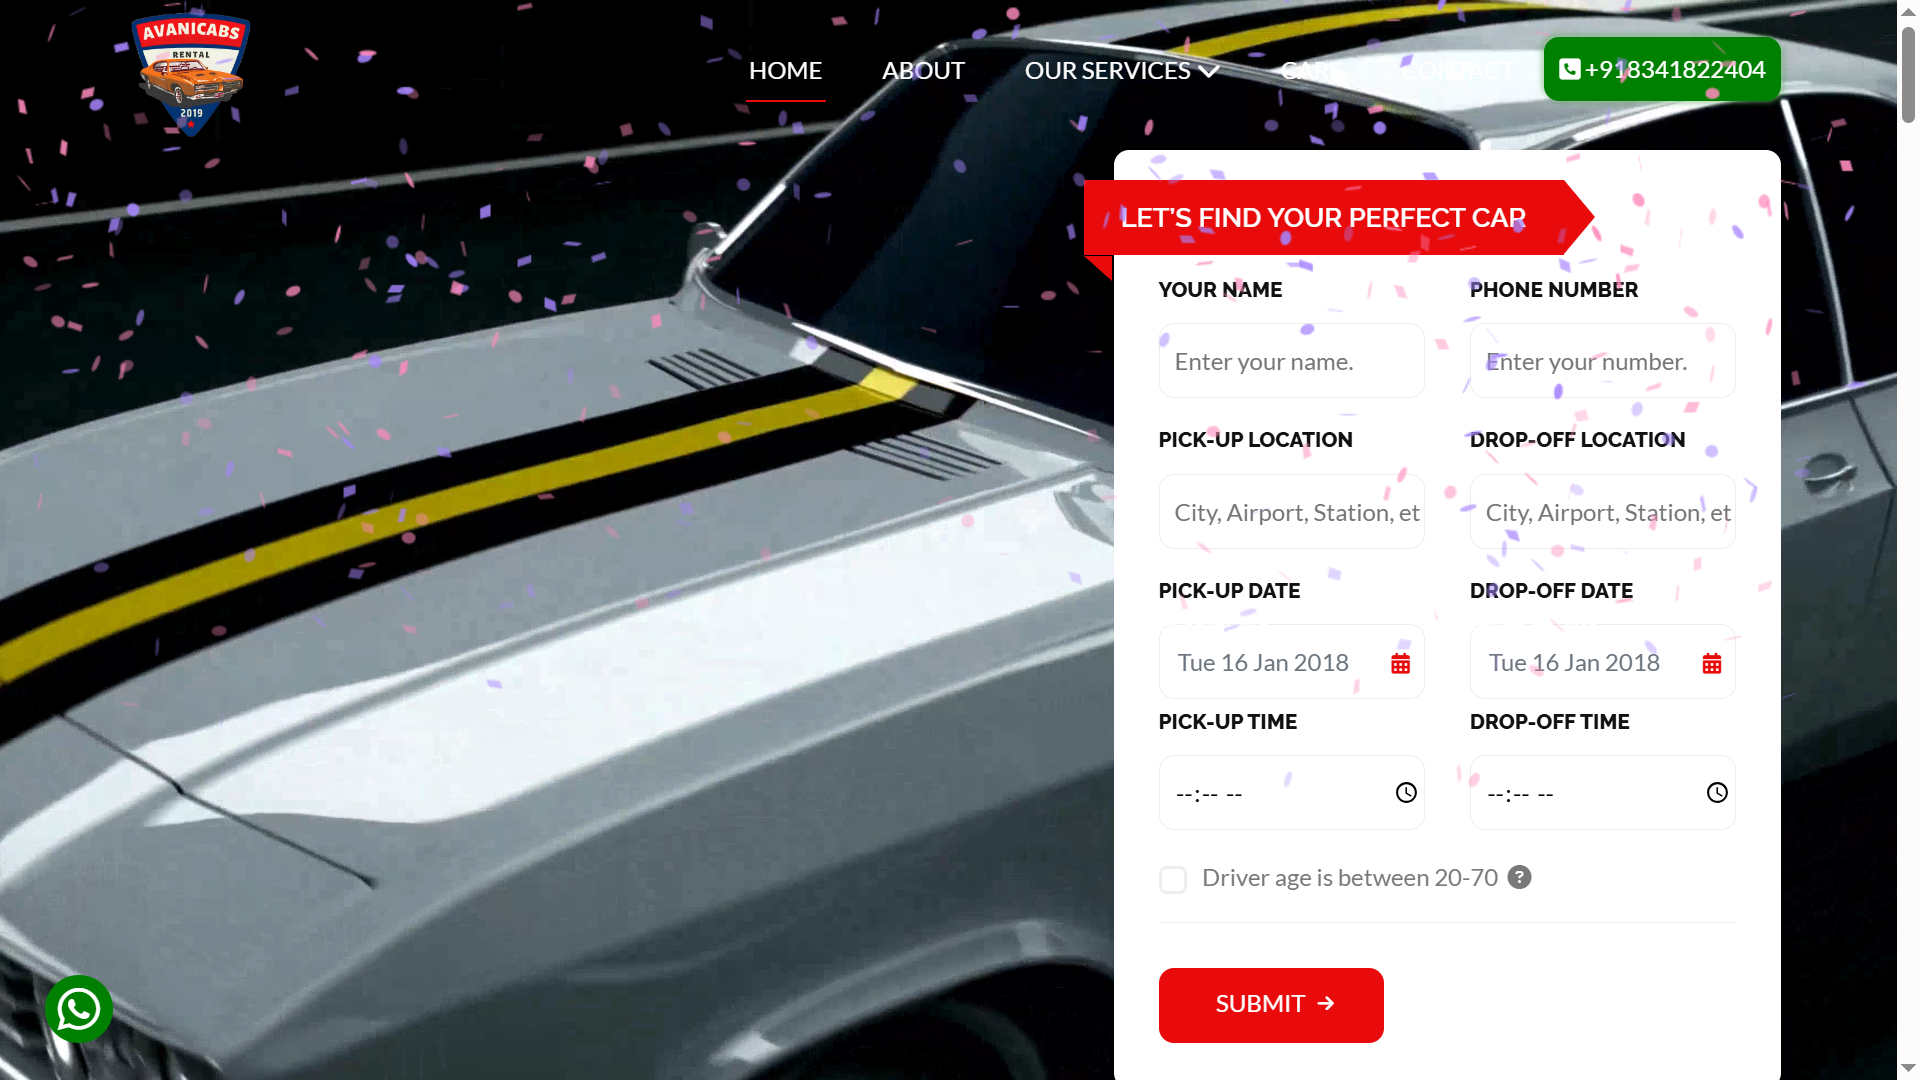 AVANICABS
RENTAL
2019
HOME
ABOUT
OUR SERVICES
CARS
CONTACT
+918341822404
LET'S FIND YOUR PERFECT CAR
YOUR NAME
PHONE NUMBER
Enter your name.
Enter your number.
PICK-UP LOCATION
DROP-OFF LOCATION
City, Airport, Station, et
City, Airport, Station, et
PICK-UP DATE
DROP-OFF DATE
Tue 16 Jan 2018
Tue 16 Jan 2018
PICK-UP TIME
DROP-OFF TIME
--:-- --
--:-- --
Driver age is between 20-70 ?
SUBMIT →